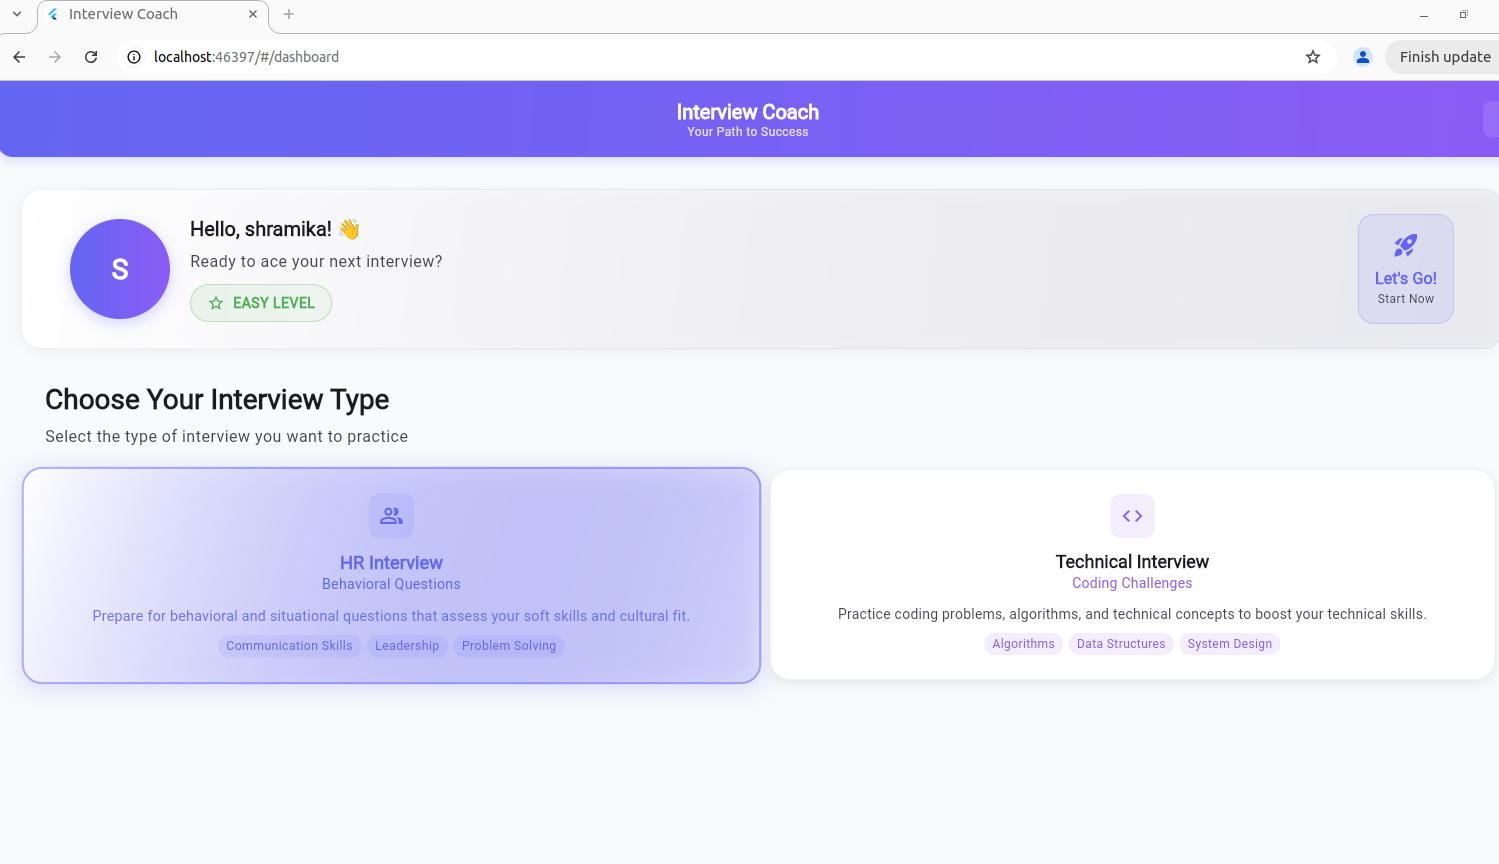 Interview Coach
localhost:46397/#/dashboard
Finish update
Interview Coach
Your Path to Success
S
Hello, shramika! 👋
Ready to ace your next interview?
EASY LEVEL
Let's Go!
Start Now
Choose Your Interview Type
Select the type of interview you want to practice
HR Interview
Behavioral Questions
Prepare for behavioral and situational questions that assess your soft skills and cultural fit.
Communication Skills Leadership Problem Solving
Technical Interview
Coding Challenges
Practice coding problems, algorithms, and technical concepts to boost your technical skills.
Algorithms Data Structures System Design